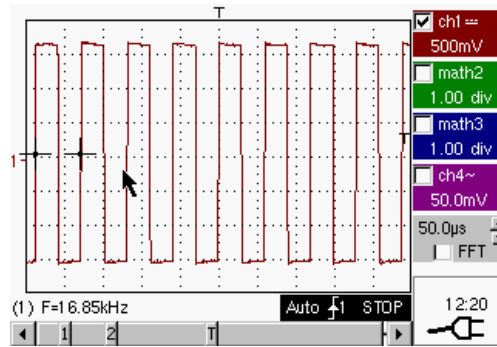 T
ch1
500mV
math2
1.00 div
math3
1.00 div
T
ch4~
50.0mV
1
50.0µs
FFT
(1) F=16.85kHz
Auto 1 STOP
12:20
1 2 T